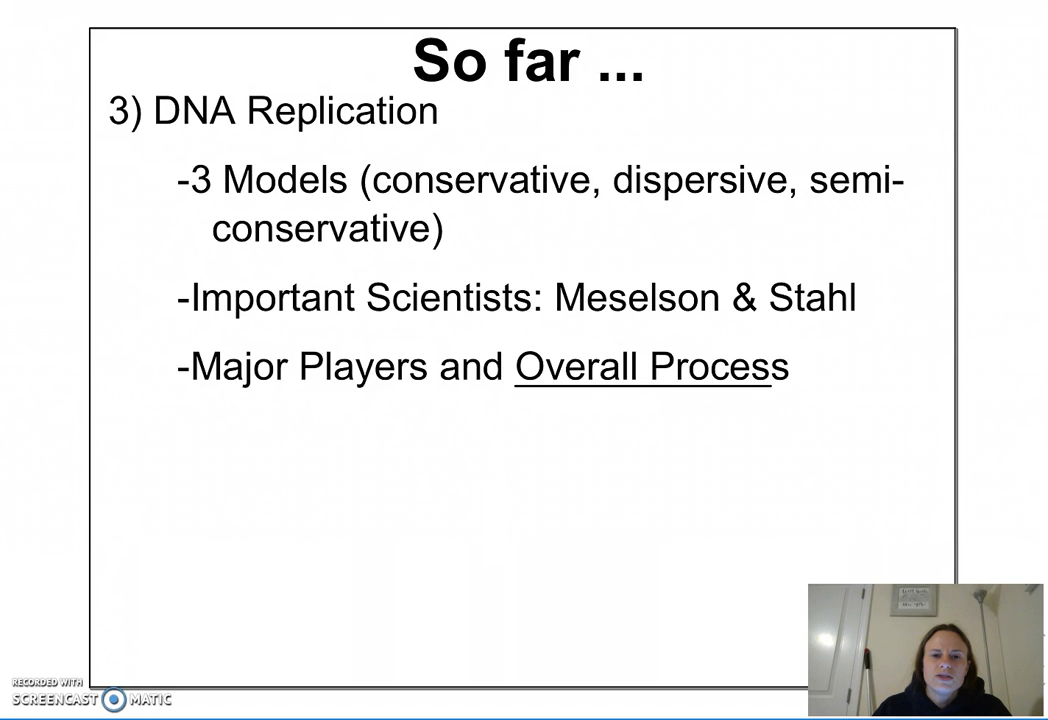 So far ...
3) DNA Replication
-3 Models (conservative, dispersive, semi-
conservative)
-Important Scientists: Meselson & Stahl
-Major Players and Overall Process
RECORDED WITH
SCREENCAST MATIC